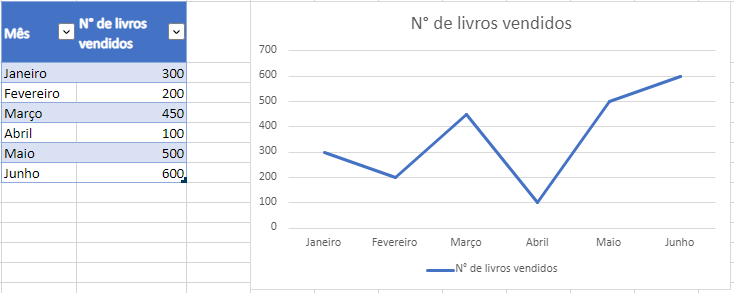 Mês N° de livros vendidos
Janeiro 300
Fevereiro 200
Março 450
Abril 100
Maio 500
Junho 600
N° de livros vendidos
700
600
500
400
300
200
100
0
Janeiro Fevereiro Março Abril Maio Junho
N° de livros vendidos